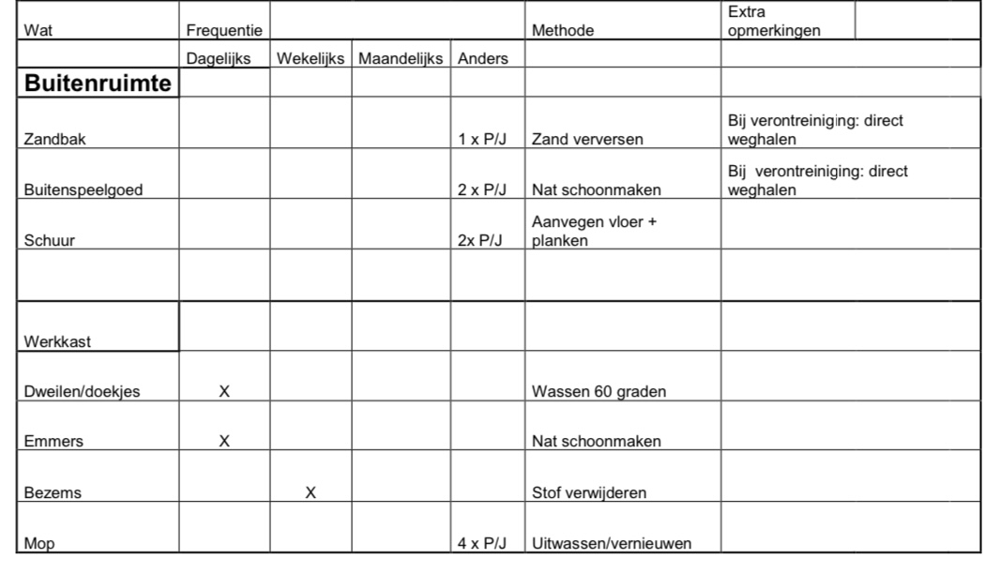 Wat Frequentie Methode Extra opmerkingen
Dagelijks Wekelijks Maandelijks Anders
Buitenruimte
Zandbak 1 x P/J Zand verversen Bij verontreiniging: direct weghalen
Buitenspeelgoed 2 x P/J Nat schoonmaken Bij verontreiniging: direct weghalen
Schuur 2x P/J Aanvegen vloer + planken
Werkkast
Dweilen/doekjes X Wassen 60 graden
Emmers X Nat schoonmaken
Bezems X Stof verwijderen
Mop 4 x P/J Uitwassen/vernieuwen